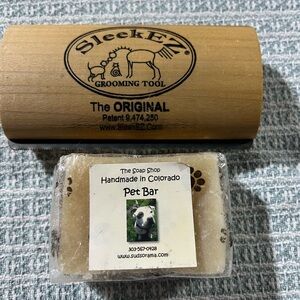 SleekEZ
GROOMING TOOL
The ORIGINAL
Patent 9,474,250
www.SleekEZ.Com
The Soap Shop
Handmade in Colorado
Pet Bar
303-567-0428
www.sudsorama.com